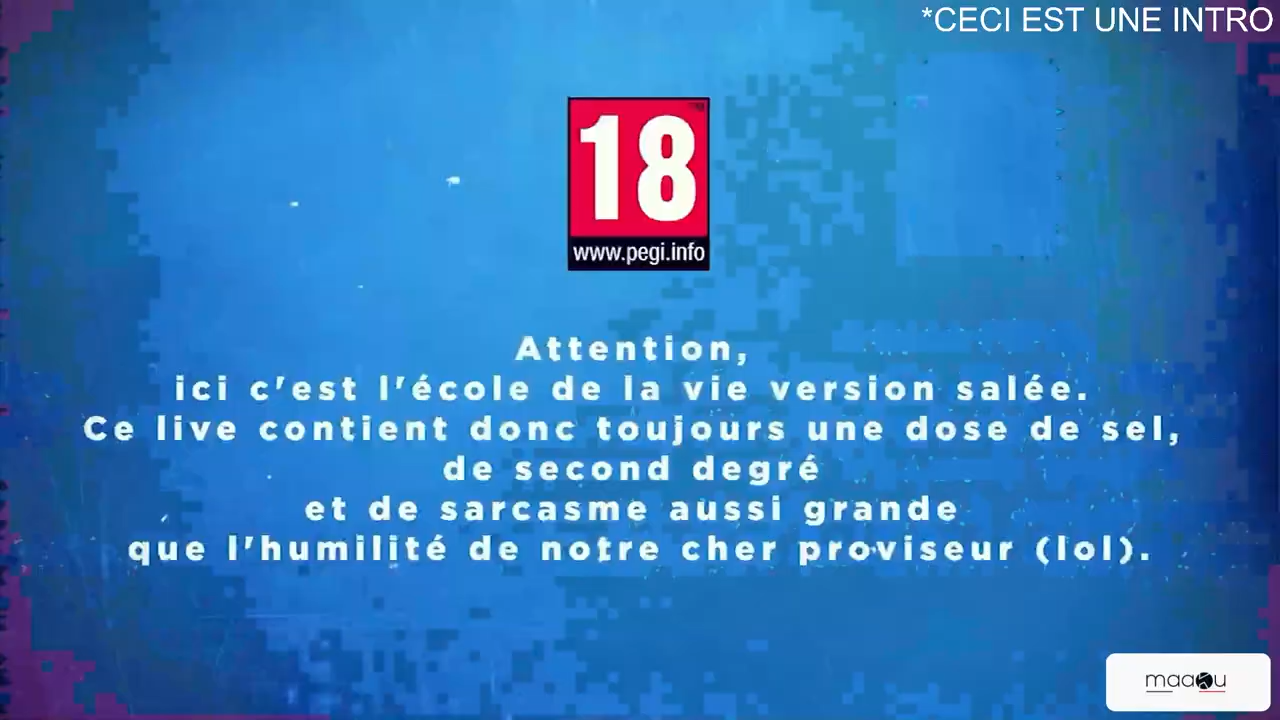 *CECI EST UNE INTRO
18
www.pegi.info
Attention,
ici c'est l'école de la vie version salée.
Ce live contient donc toujours une dose de sel,
de second degré
et de sarcasme aussi grande
que l'humilité de notre cher proviseur (lol).